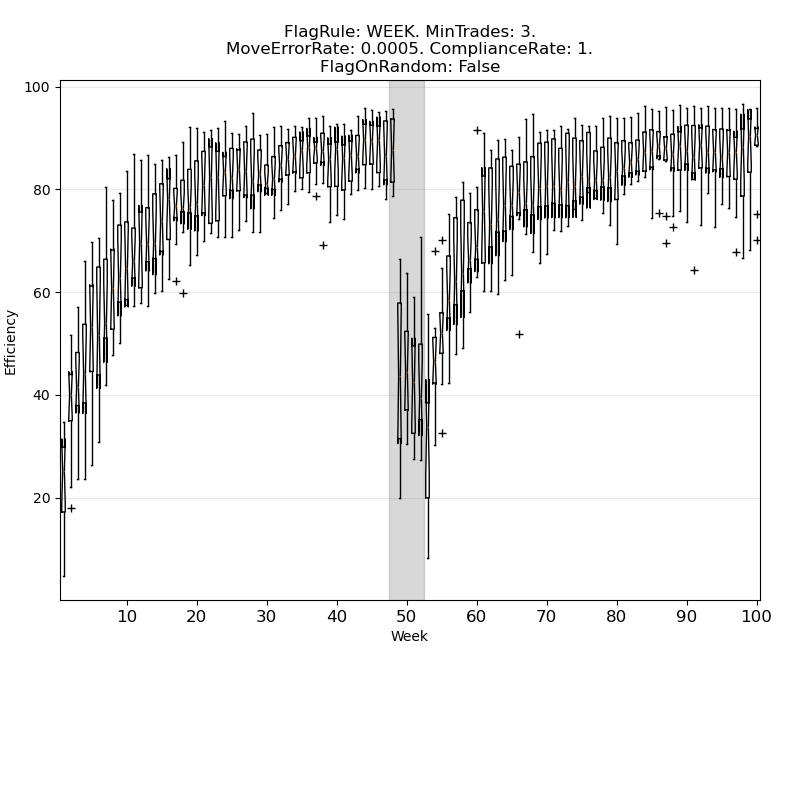 FlagRule: WEEK. MinTrades: 3.
MoveErrorRate: 0.0005. ComplianceRate: 1.
FlagOnRandom: False
100
80
60
40
20
Efficiency
10 20 30 40 50 60 70 80 90 100
Week